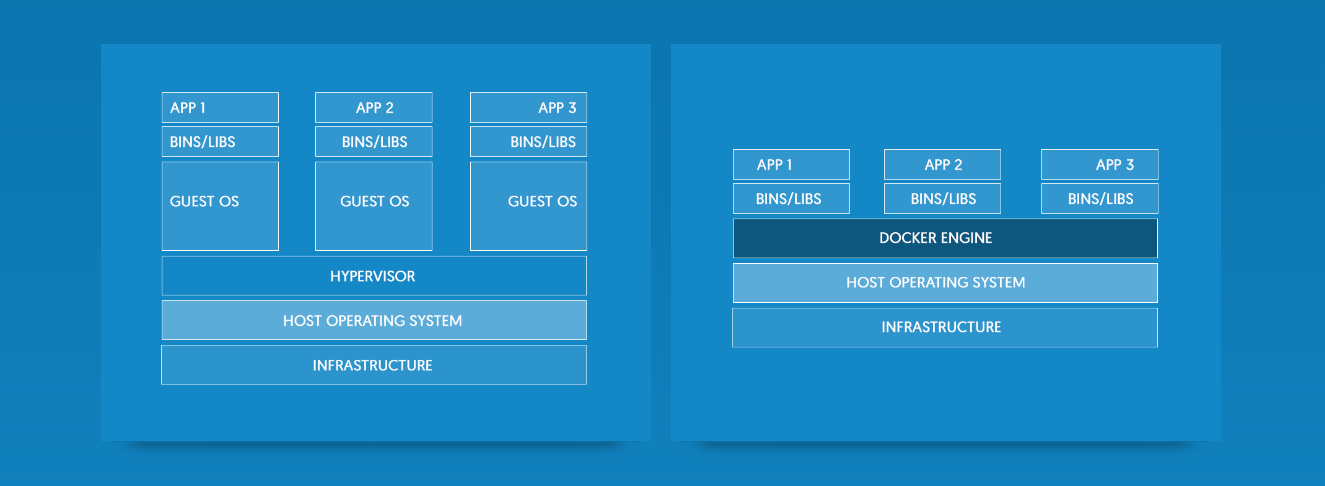 APP 1
APP 2
APP 3
BINS/LIBS
BINS/LIBS
BINS/LIBS
GUEST OS
GUEST OS
GUEST OS
HYPERVISOR
HOST OPERATING SYSTEM
INFRASTRUCTURE
APP 1
APP 2
APP 3
BINS/LIBS
BINS/LIBS
BINS/LIBS
DOCKER ENGINE
HOST OPERATING SYSTEM
INFRASTRUCTURE